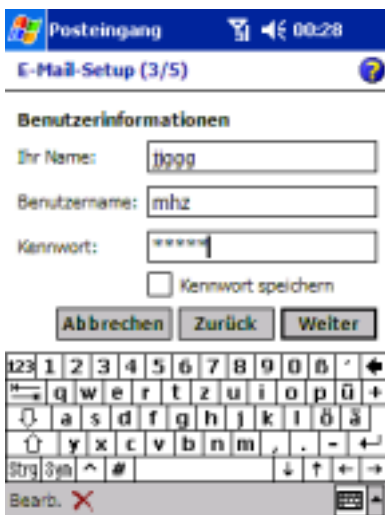 Posteingang 00:28
E-Mail-Setup (3/5)
Benutzerinformationen
Ihr Name:
Benutzername: mhz
Kennwort: *****
Kennwort speichern
Abbrechen Zurück Weiter
123 1 2 3 4 5 6 7 8 9 0 ß ´
q w e r t z u i o p ü +
a s d f g h j k l ö ä
y x c v b n m , . -
Strg Sym ^ #
Bearb.